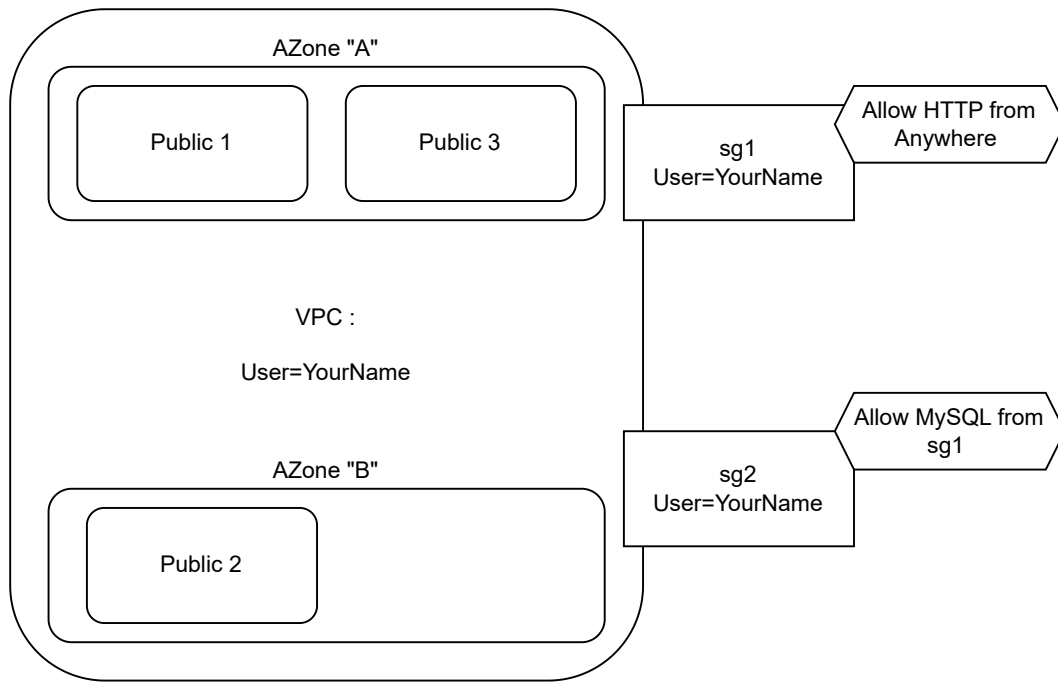 AZone "A"
Public 1
Public 3
sg1
User=YourName
Allow HTTP from
Anywhere
VPC :
User=YourName
AZone "B"
Public 2
sg2
User=YourName
Allow MySQL from
sg1